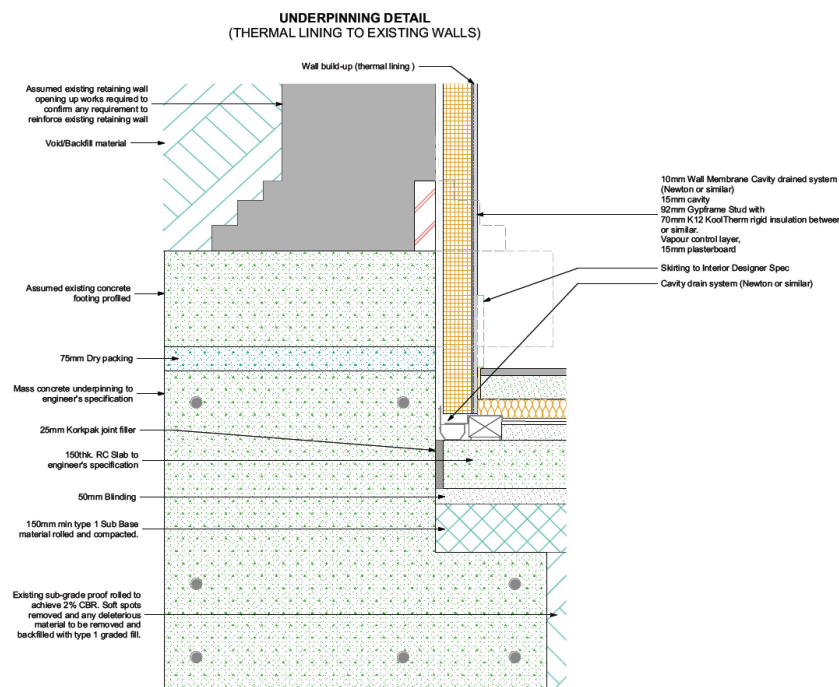 UNDERPINNING DETAIL
(THERMAL LINING TO EXISTING WALLS)
Wall build-up (thermal lining )
Assumed existing retaining wall
opening up works required to
confirm any requirement to
reinforce existing retaining wall
Void/Backfill material
10mm Wall Membrane Cavity drained system
(Newton or similar)
15mm cavity
92mm Gypframe Stud with
70mm K12 KoolTherm rigid insulation between
or similar.
Vapour control layer,
15mm plasterboard
Skirting to Interior Designer Spec
Cavity drain system (Newton or similar)
Assumed existing concrete
footing profiled
75mm Dry packing
Mass concrete underpinning to
engineer's specification
25mm Korkpak joint filler
150thk. RC Slab to
engineer's specification
50mm Blinding
150mm min type 1 Sub Base
material rolled and compacted.
Existing sub-grade proof rolled to
achieve 2% CBR. Soft spots
removed and any deleterious
material to be removed and
backfilled with type 1 graded fill.